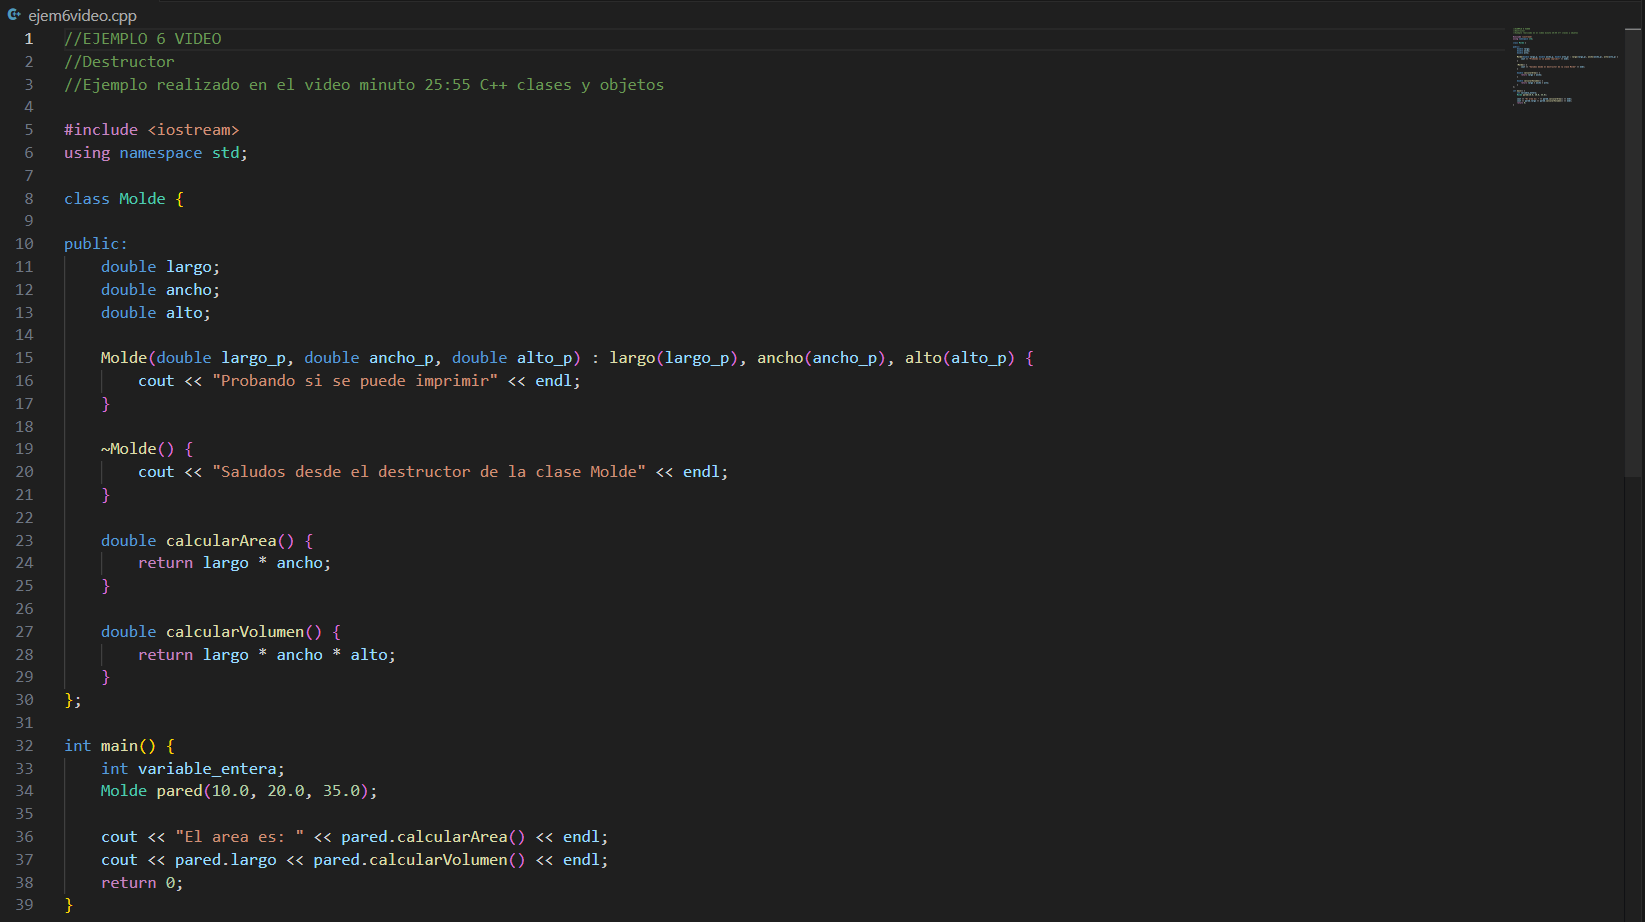 ejem6video.cpp
1 //EJEMPLO 6 VIDEO
2 //Destructor
3 //Ejemplo realizado en el video minuto 25:55 C++ clases y objetos
4
5 #include <iostream>
6 using namespace std;
7
8 class Molde {
9
10 public:
11 double largo;
12 double ancho;
13 double alto;
14
15 Molde(double largo_p, double ancho_p, double alto_p) : largo(largo_p), ancho(ancho_p), alto(alto_p) {
16 cout << "Probando si se puede imprimir" << endl;
17 }
18
19 ~Molde() {
20 cout << "Saludos desde el destructor de la clase Molde" << endl;
21 }
22
23 double calcularArea() {
24 return largo * ancho;
25 }
26
27 double calcularVolumen() {
28 return largo * ancho * alto;
29 }
30 };
31
32 int main() {
33 int variable_entera;
34 Molde pared(10.0, 20.0, 35.0);
35
36 cout << "El area es: " << pared.calcularArea() << endl;
37 cout << pared.largo << pared.calcularVolumen() << endl;
38 return 0;
39 }